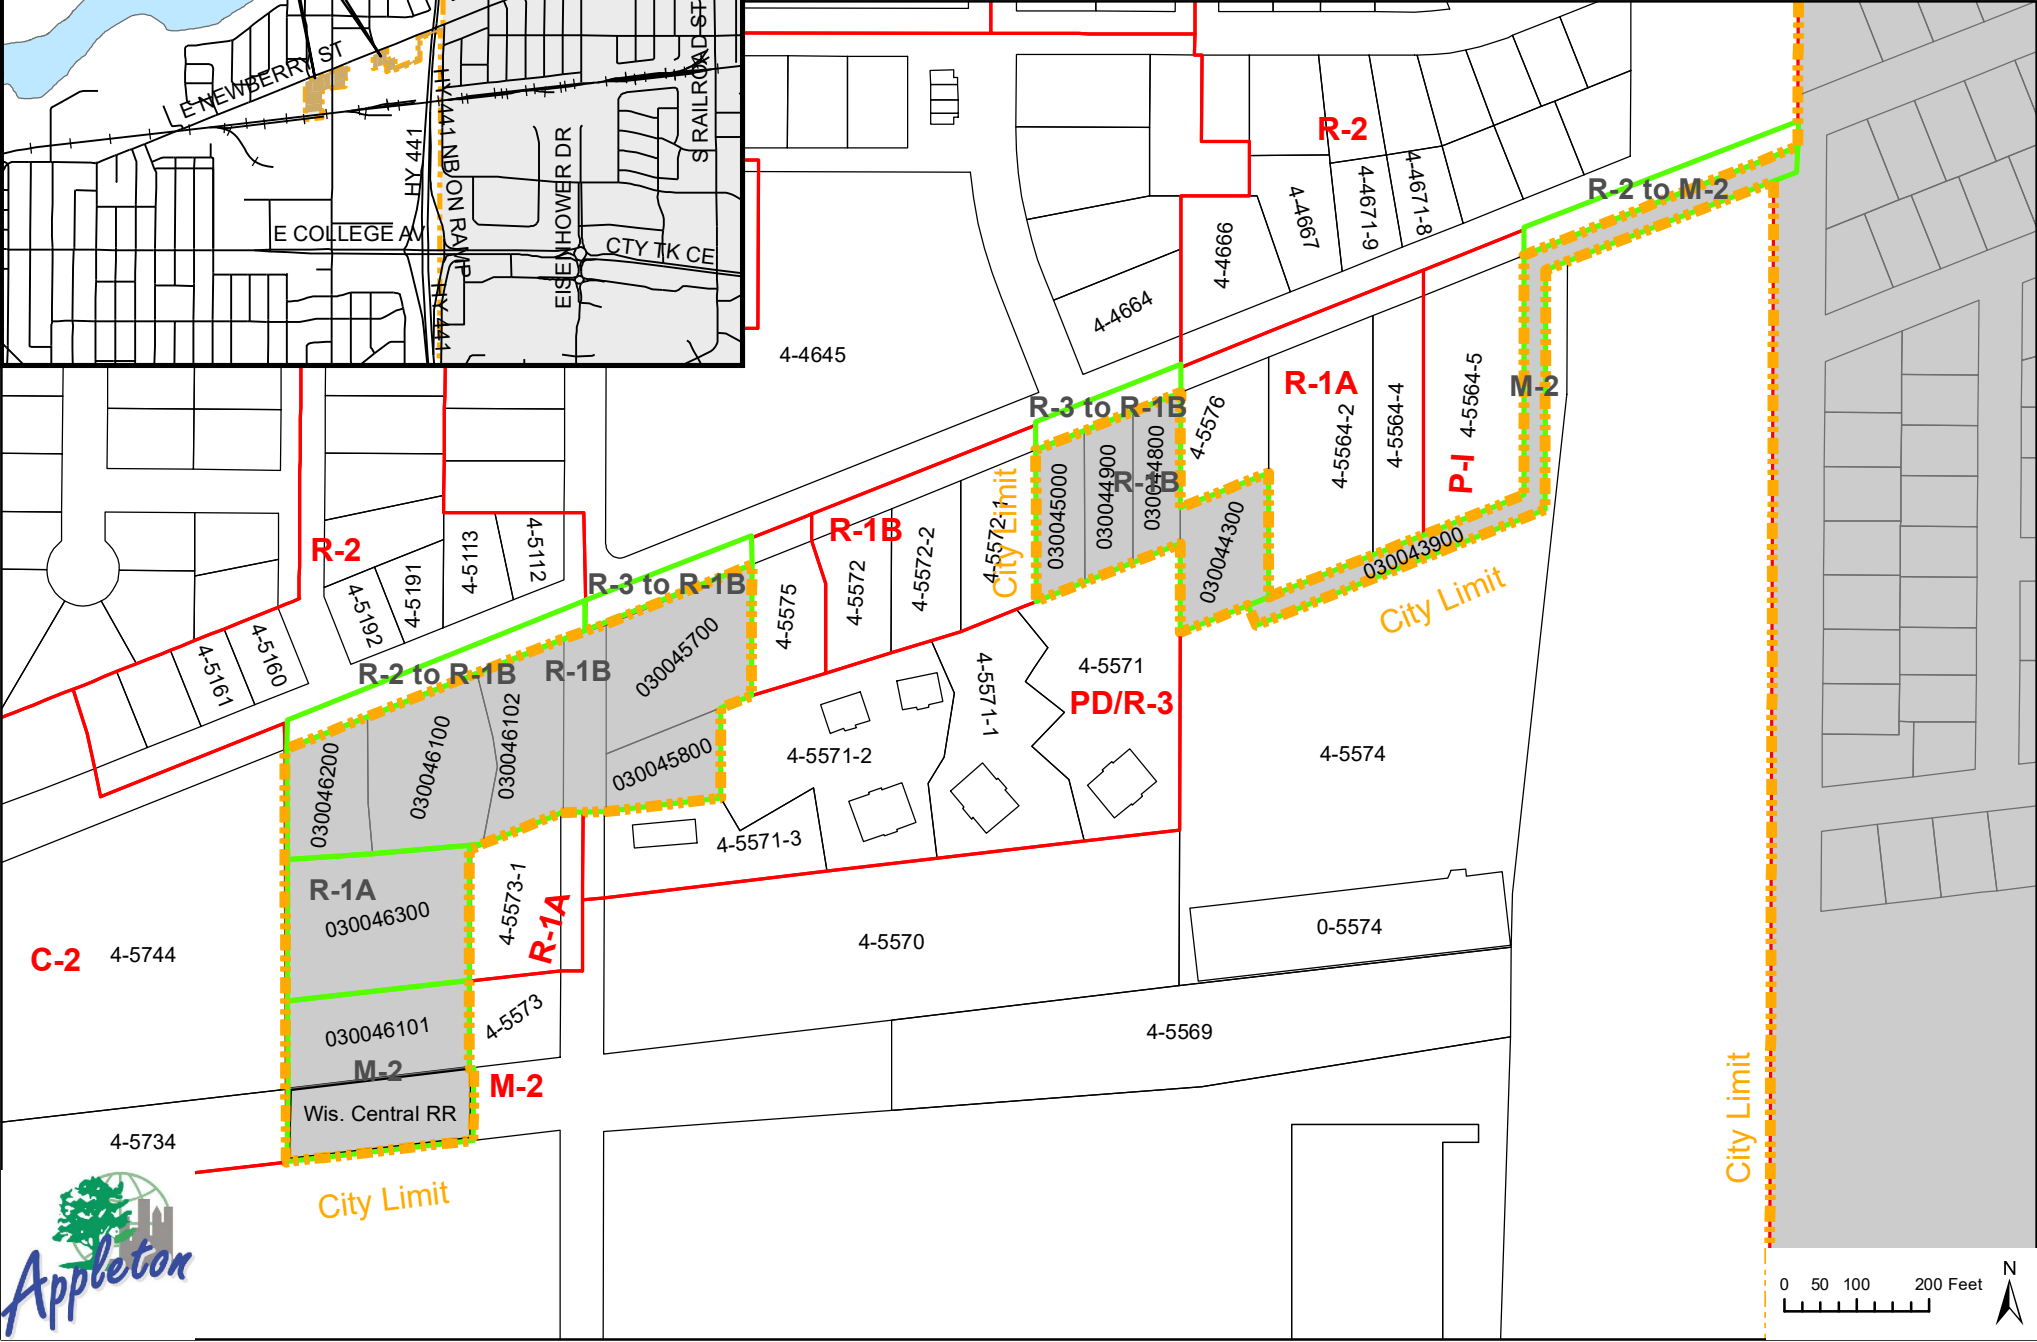 E NEWBERRY ST
HY 441
HY 441 NB ON RAMP
HY 441
EISENHOWER DR
S RAILROAD ST
E COLLEGE AV
CTY TK CE
R-2
R-2 to M-2
4-4671-8
4-4671-9
4-4667
4-4666
4-4664
4-4645
R-1A
M-2
4-5564-5
P-I
4-5564-4
4-5564-2
4-5576
R-3 to R-1B
R-1B
030045000
030044900
030044800
030044300
030043900
City Limit
City Limit
4-5572-1
4-5572-2
4-5572
R-1B
4-5575
R-2
4-5112
4-5113
4-5191
4-5192
4-5160
4-5161
R-3 to R-1B
R-2 to R-1B
R-1B
030045700
030045800
030046102
030046100
030046200
4-5571
PD/R-3
4-5571-1
4-5571-2
4-5571-3
4-5574
R-1A
030046300
4-5573-1
R-1A
C-2
4-5744
4-5570
0-5574
030046101
4-5573
4-5569
M-2
M-2
Wis. Central RR
4-5734
City Limit
City Limit
Appleton
N
0 50 100 200 Feet